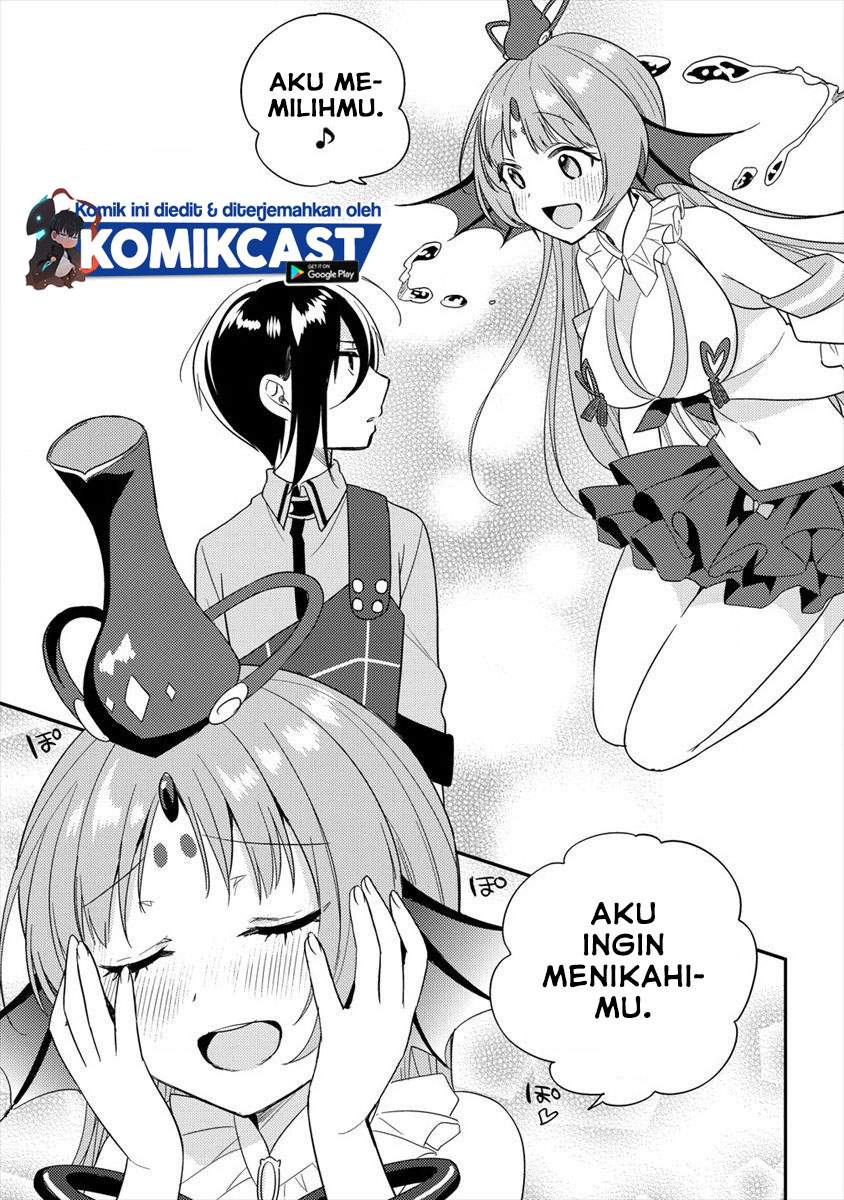 AKU ME-
MILIHMU.
♪
Komik ini diedit & diterjemahkan oleh
KOMIKCAST
GET IT ON
Google Play
ぽ
ぽ
AKU
INGIN
MENIKAHI-
MU.
ぽ♡